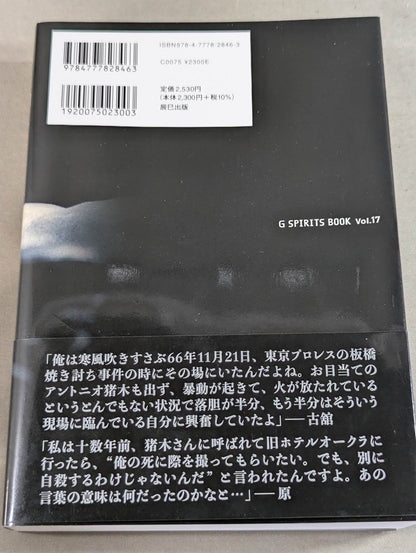 ISBN978-4-7778-2846-3
C0075 ¥2300E
9784777828463
定価2,530円
(本体2,300円+税10%)
辰巳出版
1920075023003
G SPIRITS BOOK Vol.17
「俺は寒風吹きすさぶ66年11月21日、東京プロレスの板橋
焼き討ち事件の時にその場にいたんだよね。お目当ての
アントニオ猪木も出ず、暴動が起きて、火が放たれている
というとんでもない状況で落胆が半分、もう半分はそういう
現場に臨んでいる自分に興奮していたよ」――古舘
「私は十数年前、猪木さんに呼ばれて旧ホテルオークラに
行ったら、“俺の死に際を撮ってもらいたい。でも、別に
自殺するわけじゃないんだ” と言われたんですよ。あの
言葉の意味は何だったのかなと…」――原